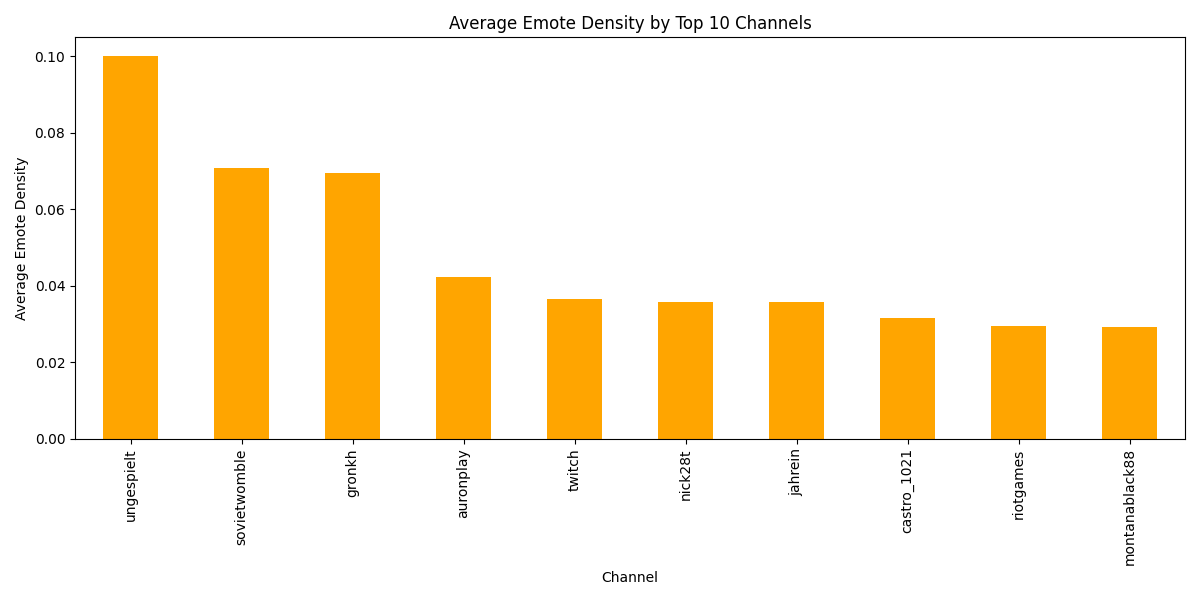 Average Emote Density by Top 10 Channels
Average Emote Density
0.10
0.08
0.06
0.04
0.02
0.00
ungespielt
sovietwomble
gronkh
auronplay
twitch
nick28t
jahrein
castro_1021
riotgames
montanablack88
Channel